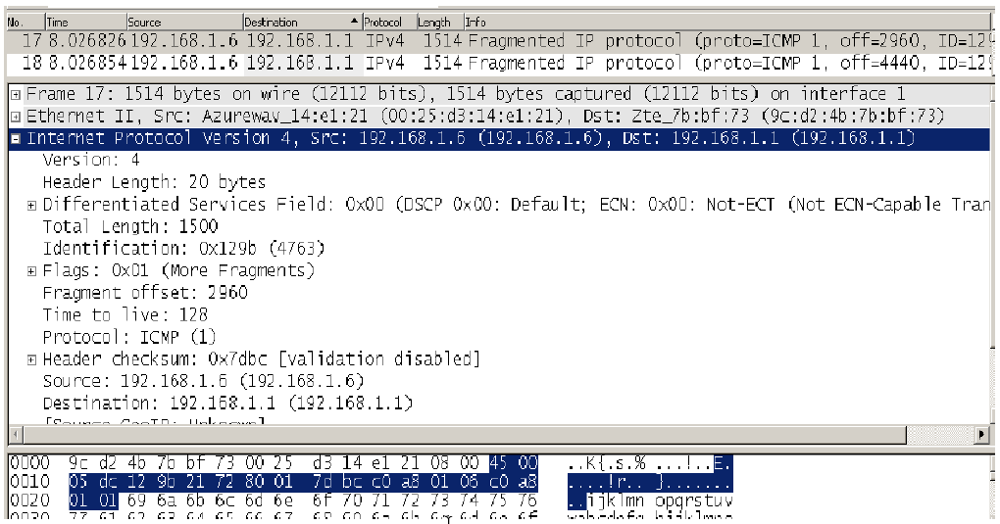 No. Time Source Destination Protocol Length Info
17 8.026826 192.168.1.6 192.168.1.1 IPv4 1514 Fragmented IP protocol (proto=ICMP 1, off=2960, ID=129
18 8.026854 192.168.1.6 192.168.1.1 IPv4 1514 Fragmented IP protocol (proto=ICMP 1, off=4440, ID=129
Frame 17: 1514 bytes on wire (12112 bits), 1514 bytes captured (12112 bits) on interface 1
Ethernet II, Src: Azurewav_14:e1:21 (00:25:d3:14:e1:21), Dst: Zte_7b:bf:73 (9c:d2:4b:7b:bf:73)
Internet Protocol Version 4, Src: 192.168.1.6 (192.168.1.6), Dst: 192.168.1.1 (192.168.1.1)
Version: 4
Header Length: 20 bytes
Differentiated Services Field: 0x00 (DSCP 0x00: Default; ECN: 0x00: Not-ECT (Not ECN-Capable Tran
Total Length: 1500
Identification: 0x129b (4763)
Flags: 0x01 (More Fragments)
Fragment offset: 2960
Time to live: 128
Protocol: ICMP (1)
Header checksum: 0x7dbc [validation disabled]
Source: 192.168.1.6 (192.168.1.6)
Destination: 192.168.1.1 (192.168.1.1)
[Source GeoIP: Unknown]
0000 9c d2 4b 7b bf 73 00 25 d3 14 e1 21 08 00 45 00 ..K{.s.% ...!..E.
0010 05 dc 12 9b 21 72 80 01 7d bc c0 a8 01 06 c0 a8 ....!r.. }.......
0020 01 01 69 6a 6b 6c 6d 6e 6f 70 71 72 73 74 75 76 ..ijklmn opqrstuv
0030 77 61 62 63 64 65 66 67 68 69 6a 6b 6c 6d 6e 6f wabcdefg hijklmno